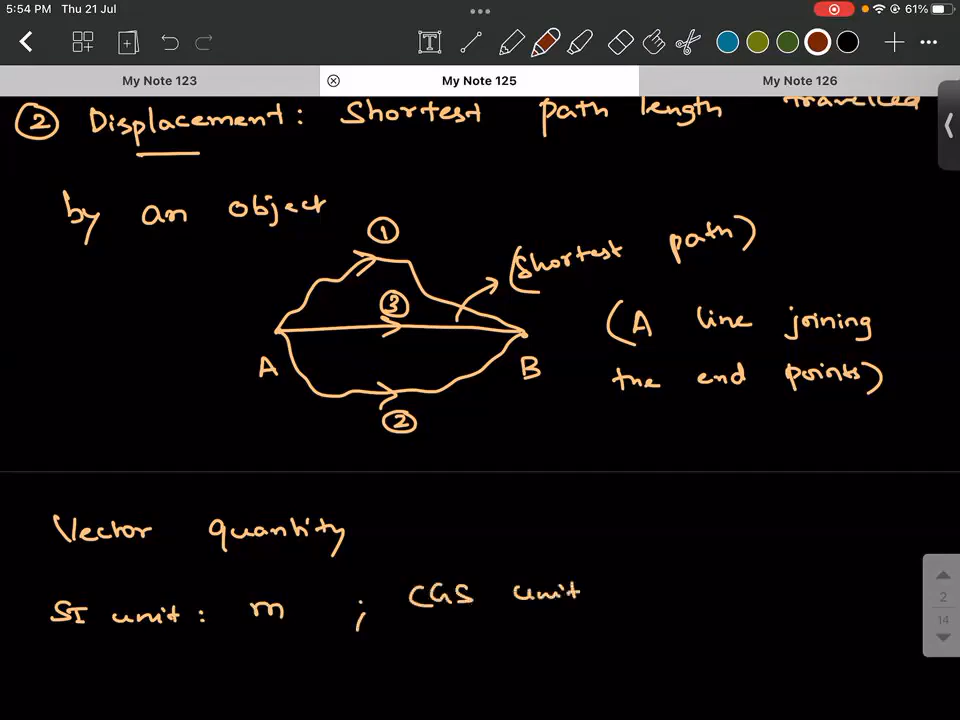 5:54 PM Thu 21 Jul
61%
My Note 123
My Note 125
My Note 126
② Displacement: Shortest path length travelled
by an object
①
(Shortest path)
③
(A line joining
the end points)
A
B
②
Vector quantity
SI unit: m ; CGS unit
2
14